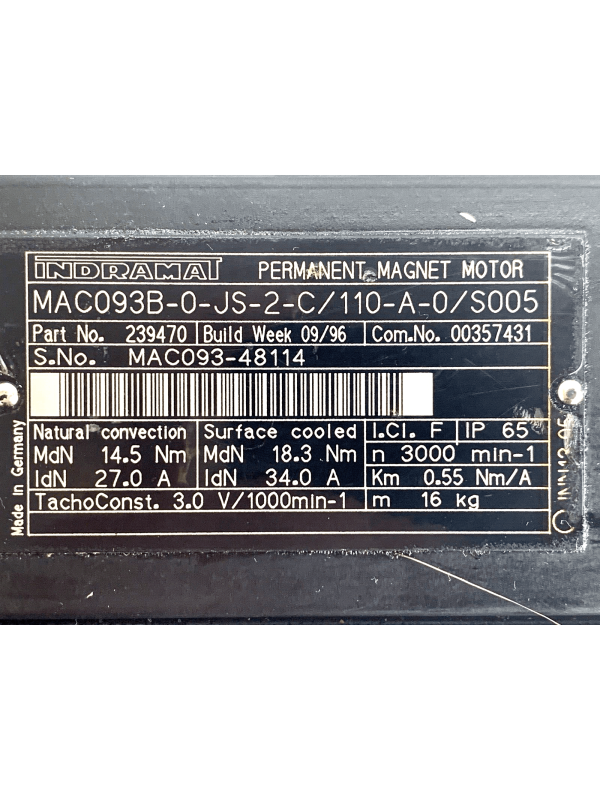 INDRAMAT PERMANENT MAGNET MOTOR
MAC093B-0-JS-2-C/110-A-0/S005
Part No. 239470 Build Week 09/96 Com.No. 00357431
S.No. MAC093-48114
Natural convection Surface cooled I.Cl. F IP 65
MdN 14.5 Nm MdN 18.3 Nm n 3000 min-1
IdN 27.0 A IdN 34.0 A Km 0.55 Nm/A
TachoConst. 3.0 V/1000min-1 m 16 kg
Made in Germany